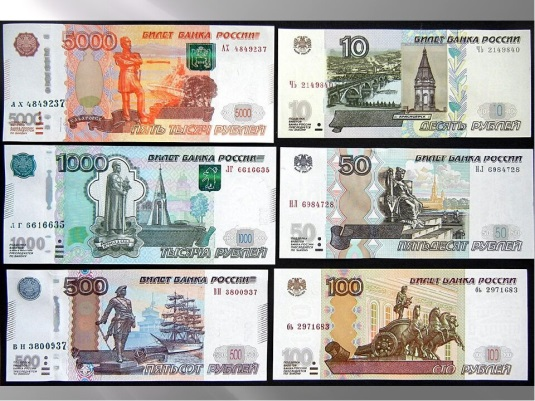 5000
БИЛЕТ БАНКА РОССИИ
АХ 4849237
АХ 4849237
5000
5000
ПЯТЬ ТЫСЯЧ РУБЛЕЙ
10
БИЛЕТ БАНКА РОССИИ
ЧЬ 2149840
ЧЬ 2149840
10
10
ДЕСЯТЬ РУБЛЕЙ
1000
БИЛЕТ БАНКА РОССИИ
ЛГ 6616635
ЛГ 6616635
1000
1000
ТЫСЯЧА РУБЛЕЙ
50
БИЛЕТ БАНКА РОССИИ
НЛ 6984728
НЛ 6984728
50
50
ПЯТЬДЕСЯТ РУБЛЕЙ
500
БИЛЕТ БАНКА РОССИИ
ВН 3800937
ВН 3800937
500
500
ПЯТЬСОТ РУБЛЕЙ
100
БИЛЕТ БАНКА РОССИИ
бь 2971683
бь 2971683
100
100
СТО РУБЛЕЙ